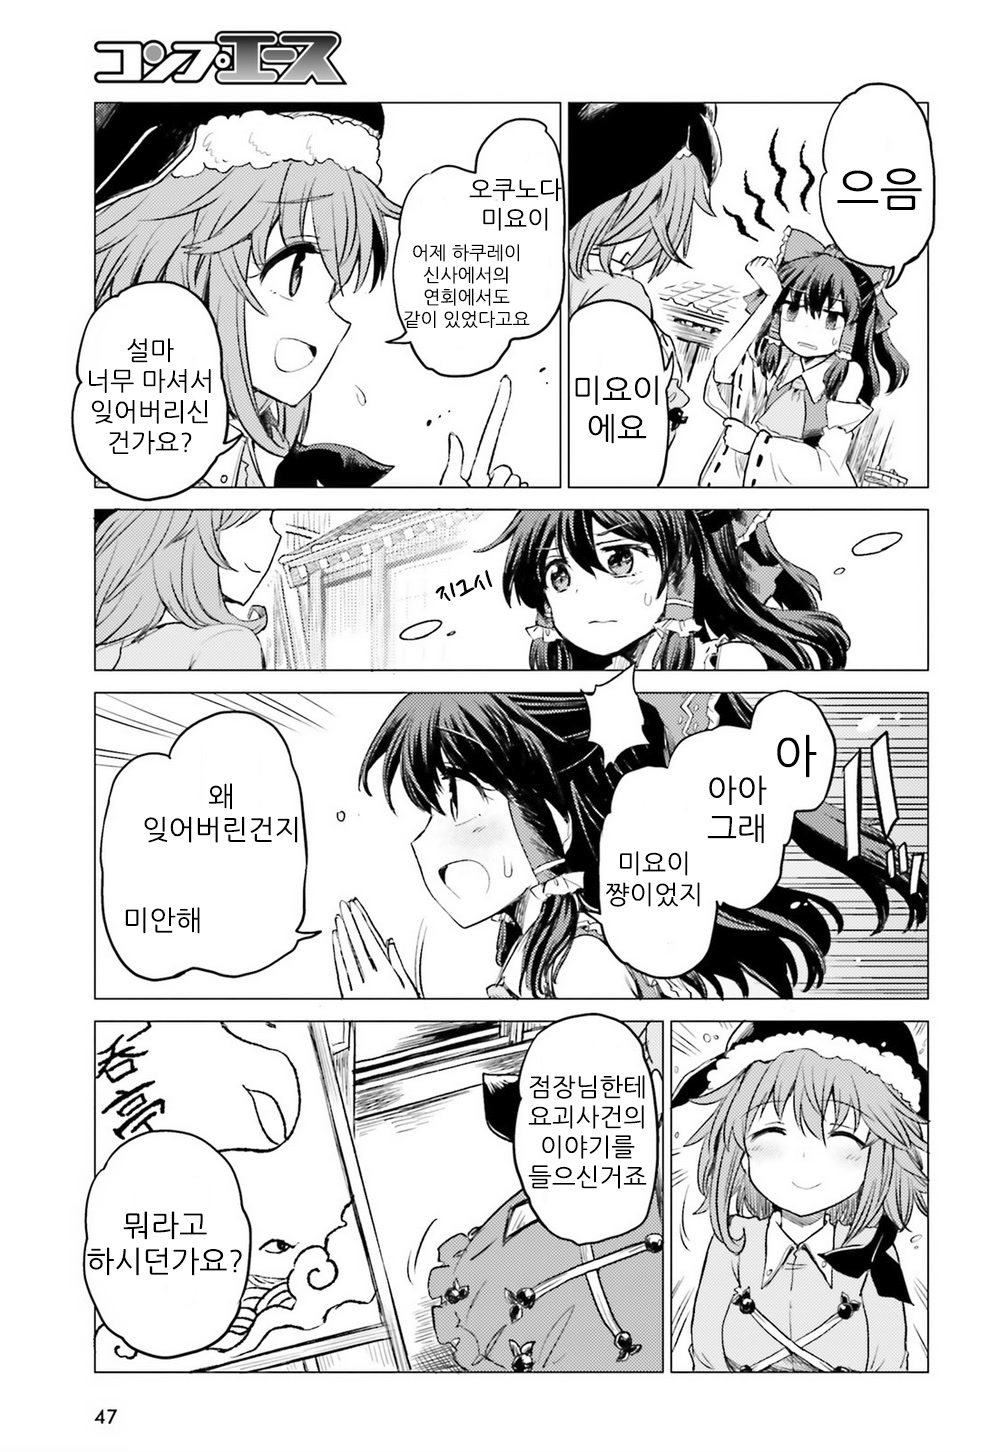 コンプエース
으음
미요이
에요
오쿠노다
미요이
어제 하쿠레이
신사에서의
연회에서도
같이 있었다고요
설마
너무 마셔서
잊어버리신
건가요?
지그시
아
아아
그래
미요이
쨩이었지
왜
잊어버린건지
미안해
점장님한테
요괴사건의
이야기를
들으신거죠
呑
亭
뭐라고
하시던가요?
47